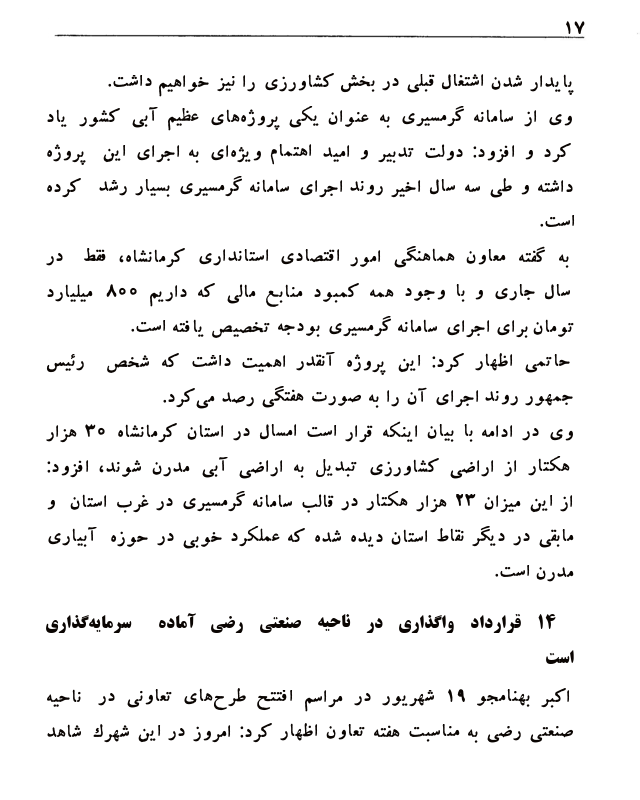 ۱۷
پایدار شدن اشتغال قبلی در بخش کشاورزی را نیز خواهیم داشت.
وی از سامانه گرمسیری به عنوان یکی پروژه‌های عظیم آبی کشور یاد
کرد و افزود: دولت تدبیر و امید اهتمام ویژه‌ای به اجرای این پروژه
داشته و طی سه سال اخیر روند اجرای سامانه گرمسیری بسیار رشد کرده
است.
به گفته معاون هماهنگی امور اقتصادی استانداری کرمانشاه، فقط در
سال جاری و با وجود همه کمبود منابع مالی که داریم ۸۰۰ میلیارد
تومان برای اجرای سامانه گرمسیری بودجه تخصیص یافته است.
حاتمی اظهار کرد: این پروژه آنقدر اهمیت داشت که شخص رئیس
جمهور روند اجرای آن را به صورت هفتگی رصد می‌کرد.
وی در ادامه با بیان اینکه قرار است امسال در استان کرمانشاه ۳۰ هزار
هکتار از اراضی کشاورزی تبدیل به اراضی آبی مدرن شوند، افزود:
از این میزان ۲۳ هزار هکتار در قالب سامانه گرمسیری در غرب استان و
مابقی در دیگر نقاط استان دیده شده که عملکرد خوبی در حوزه آبیاری
مدرن است.
۱۴ قرارداد واگذاری در ناحیه صنعتی رضی آماده سرمایه‌گذاری
است
اکبر بهنامجو ۱۹ شهریور در مراسم افتتح طرح‌های تعاونی در ناحیه
صنعتی رضی به مناسبت هفته تعاون اظهار کرد: امروز در این شهرک شاهد